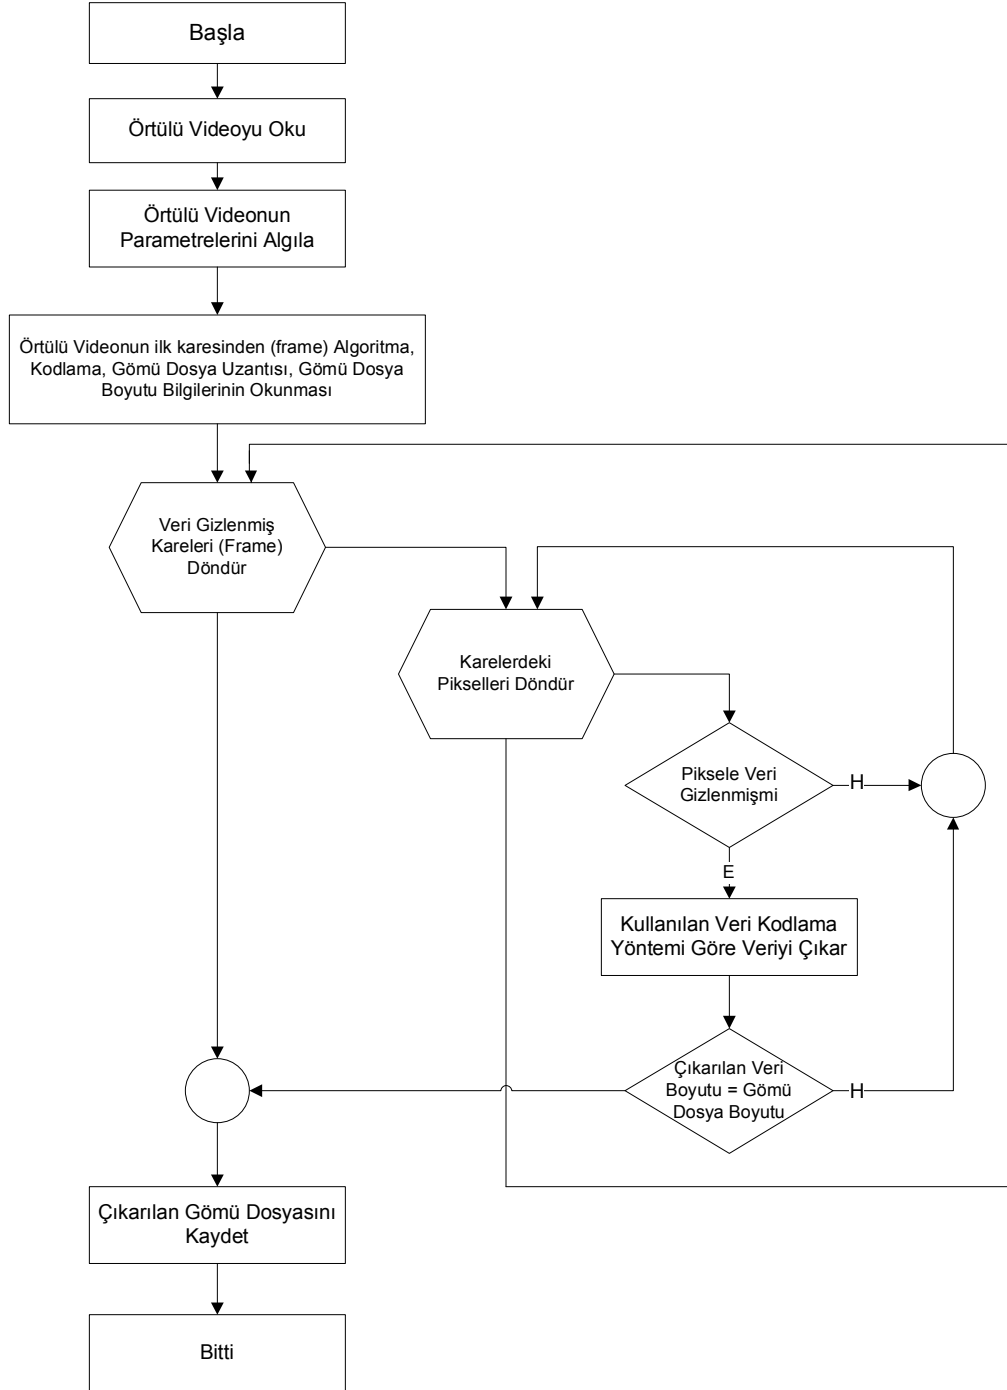 Başla
Örtülü Videoyu Oku
Örtülü Videonun
Parametrelerini Algıla
Örtülü Videonun ilk karesinden (frame) Algoritma,
Kodlama, Gömü Dosya Uzantısı, Gömü Dosya
Boyutu Bilgilerinin Okunması
Veri Gizlenmiş
Kareleri (Frame)
Döndür
Karelerdeki
Pikselleri Döndür
Piksele Veri
Gizlenmişmi
H
E
Kullanılan Veri Kodlama
Yöntemi Göre Veriyi Çıkar
Çıkarılan Veri
Boyutu = Gömü
Dosya Boyutu
H
Çıkarılan Gömü Dosyasını
Kaydet
Bitti